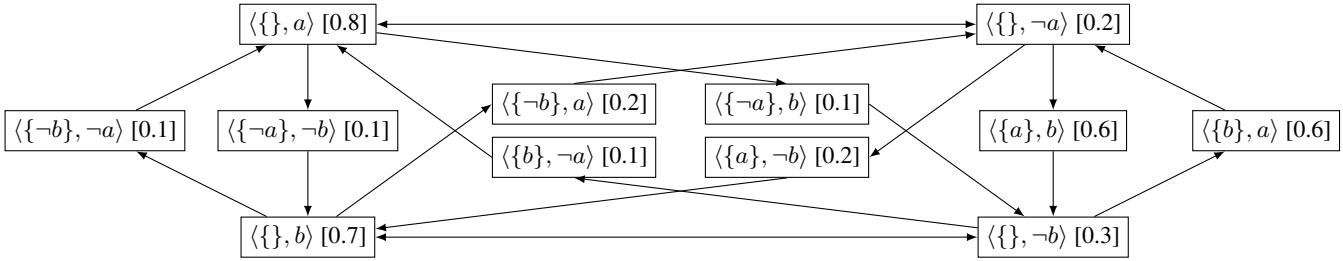 ⟨{}, a⟩ [0.8] ⟨{}, ¬a⟩ [0.2]
⟨{¬b}, a⟩ [0.2] ⟨{¬a}, b⟩ [0.1]
⟨{¬b}, ¬a⟩ [0.1] ⟨{¬a}, ¬b⟩ [0.1] ⟨{a}, b⟩ [0.6] ⟨{b}, a⟩ [0.6]
⟨{b}, ¬a⟩ [0.1] ⟨{a}, ¬b⟩ [0.2]
⟨{}, b⟩ [0.7] ⟨{}, ¬b⟩ [0.3]